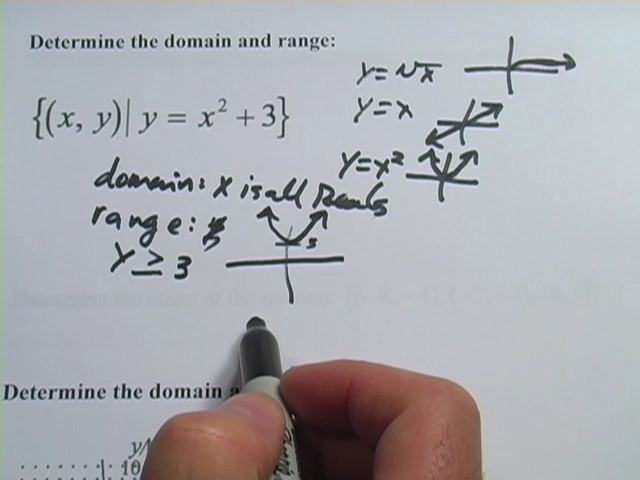 Determine the domain and range:
y = √x
{(x, y)| y = x² + 3}
y = x
y = x²
domain: x is all Reals
range:
3
y ≥ 3
Determine the domain a
y
10